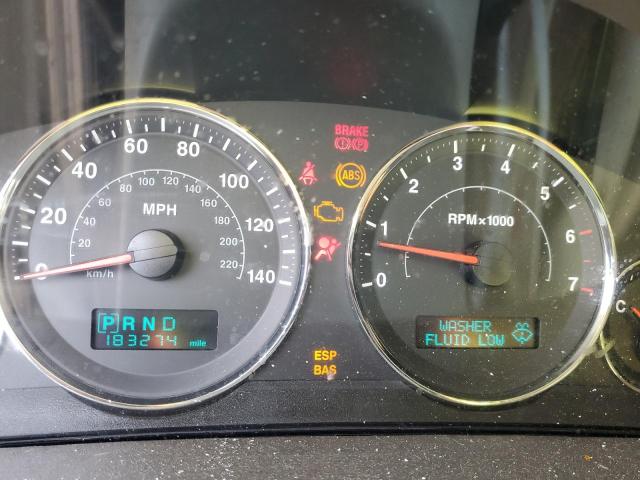 BRAKE
(!) (P)
ABS
0 20 40 60 80 100 120 140
MPH
20 40 60 80 100 120 140 160 180 200 220
km/h
PRND
183274 mile
0 1 2 3 4 5 6 7
RPM×1000
WASHER
FLUID LOW
ESP
BAS
C